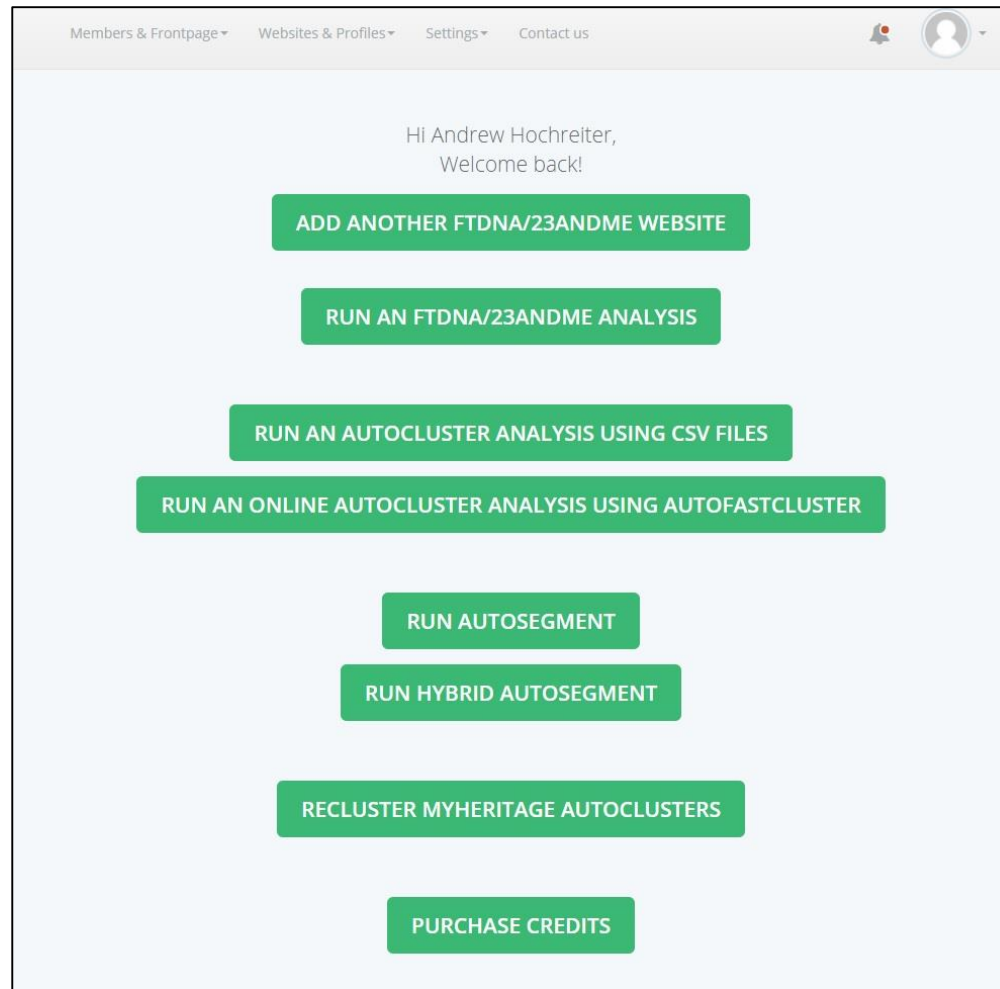 Members & Frontpage Websites & Profiles Settings Contact us
Hi Andrew Hochreiter,
Welcome back!
ADD ANOTHER FTDNA/23ANDME WEBSITE
RUN AN FTDNA/23ANDME ANALYSIS
RUN AN AUTOCLUSTER ANALYSIS USING CSV FILES
RUN AN ONLINE AUTOCLUSTER ANALYSIS USING AUTOFASTCLUSTER
RUN AUTOSEGMENT
RUN HYBRID AUTOSEGMENT
RECLUSTER MYHERITAGE AUTOCLUSTERS
PURCHASE CREDITS